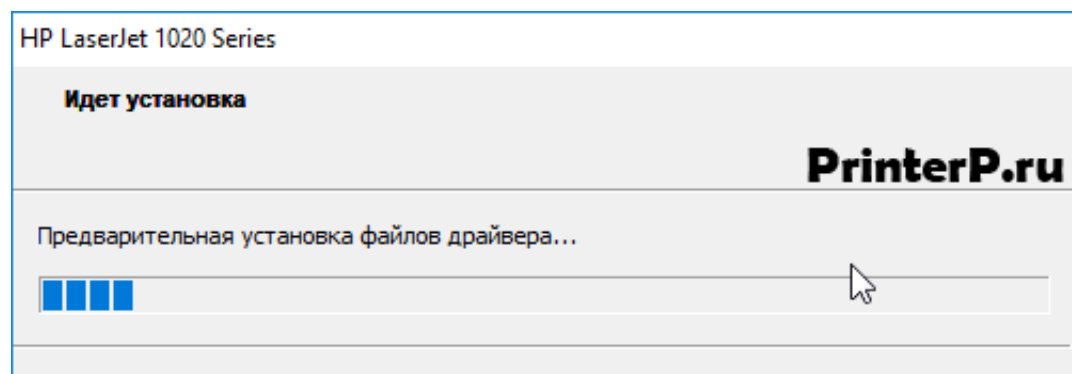 HP LaserJet 1020 Series
Идет установка
PrinterP.ru
Предварительная установка файлов драйвера...